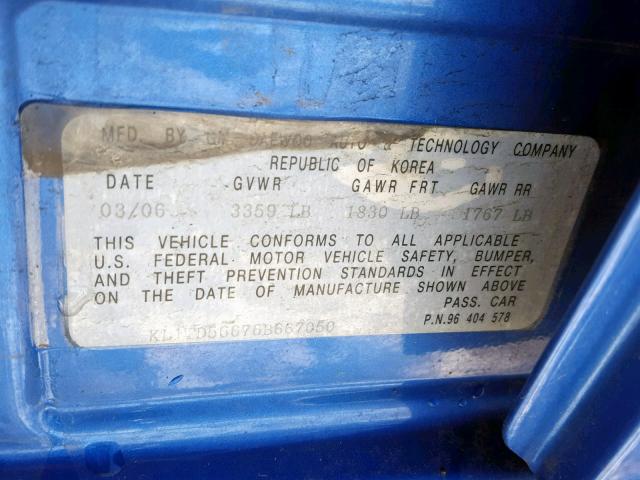 MFD. BY GM DAEWOO AUTO & TECHNOLOGY COMPANY
REPUBLIC OF KOREA
DATE GVWR GAWR FRT GAWR RR
03/06 3359 LB 1830 LB 1767 LB
THIS VEHICLE CONFORMS TO ALL APPLICABLE
U.S. FEDERAL MOTOR VEHICLE SAFETY, BUMPER,
AND THEFT PREVENTION STANDARDS IN EFFECT
ON THE DATE OF MANUFACTURE SHOWN ABOVE
PASS. CAR
P.N.96 404 578